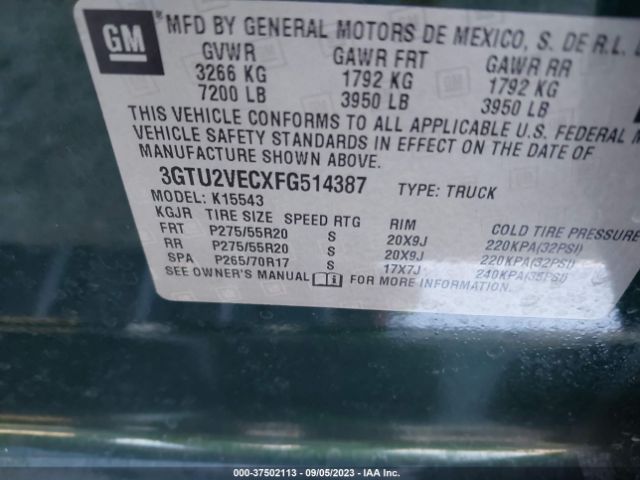 GM
MFD BY GENERAL MOTORS DE MEXICO, S. DE R.L.
GVWR GAWR FRT GAWR RR
3266 KG 1792 KG 1792 KG
7200 LB 3950 LB 3950 LB
THIS VEHICLE CONFORMS TO ALL APPLICABLE U.S. FEDERAL
VEHICLE SAFETY STANDARDS IN EFFECT ON THE DATE OF
MANUFACTURE SHOWN ABOVE.
3GTU2VECXFG514387 TYPE: TRUCK
MODEL: K15543
KGJR TIRE SIZE SPEED RTG RIM COLD TIRE PRESSURE
FRT P275/55R20 S 20X9J 220KPA(32PSI)
RR P275/55R20 S 20X9J 220KPA(32PSI)
SPA P265/70R17 S 17X7J 240KPA(35PSI)
SEE OWNER'S MANUAL FOR MORE INFORMATION.
000-37502113 - 09/05/2023 - IAA Inc.